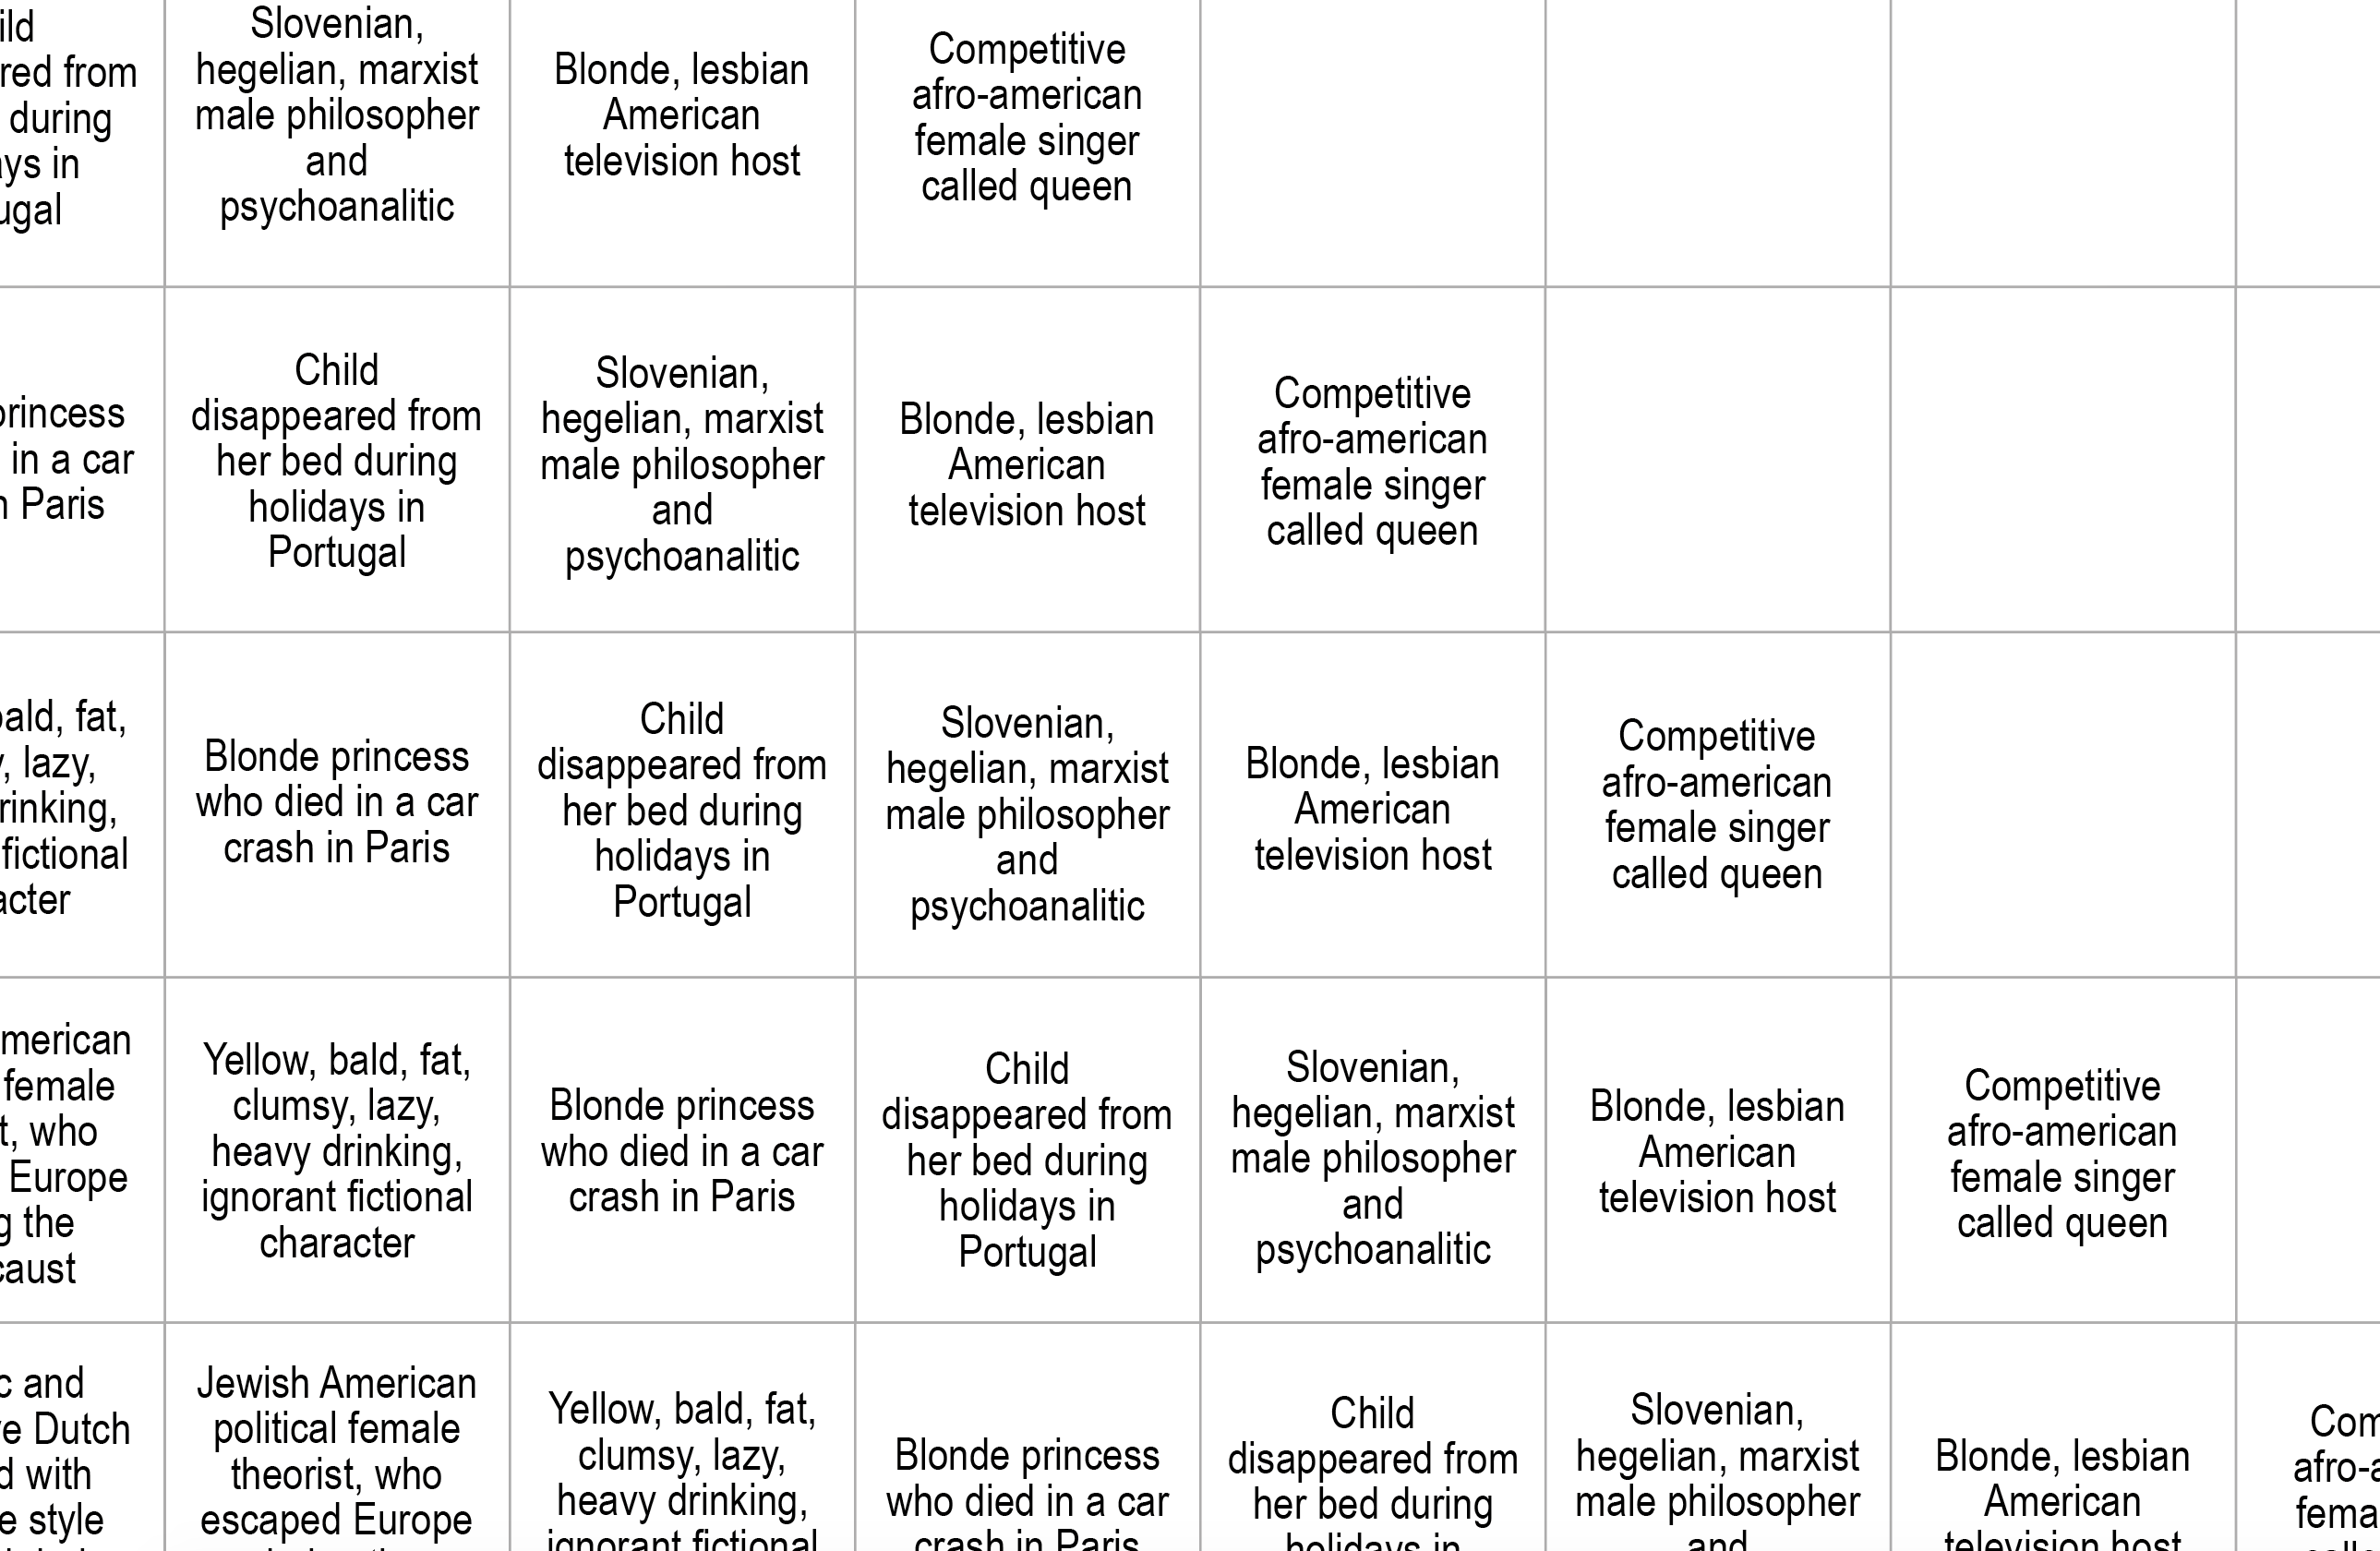 ild
red from
during
ays in
ugal
Slovenian,
hegelian, marxist
male philosopher
and
psychoanalitic
Blonde, lesbian
American
television host
Competitive
afro-american
female singer
called queen
princess
in a car
Paris
Child
disappeared from
her bed during
holidays in
Portugal
Slovenian,
hegelian, marxist
male philosopher
and
psychoanalitic
Blonde, lesbian
American
television host
Competitive
afro-american
female singer
called queen
bald, fat,
lazy,
rinking,
fictional
acter
Blonde princess
who died in a car
crash in Paris
Child
disappeared from
her bed during
holidays in
Portugal
Slovenian,
hegelian, marxist
male philosopher
and
psychoanalitic
Blonde, lesbian
American
television host
Competitive
afro-american
female singer
called queen
merican
female
t, who
Europe
g the
caust
Yellow, bald, fat,
clumsy, lazy,
heavy drinking,
ignorant fictional
character
Blonde princess
who died in a car
crash in Paris
Child
disappeared from
her bed during
holidays in
Portugal
Slovenian,
hegelian, marxist
male philosopher
and
psychoanalitic
Blonde, lesbian
American
television host
Competitive
afro-american
female singer
called queen
c and
ve Dutch
d with
e style
Jewish American
political female
theorist, who
escaped Europe
Yellow, bald, fat,
clumsy, lazy,
heavy drinking,
ignorant fictional
Blonde princess
who died in a car
crash in Paris
Child
disappeared from
her bed during
holidays in
Slovenian,
hegelian, marxist
male philosopher
and
Blonde, lesbian
American
television host
Com
afro-a
fema